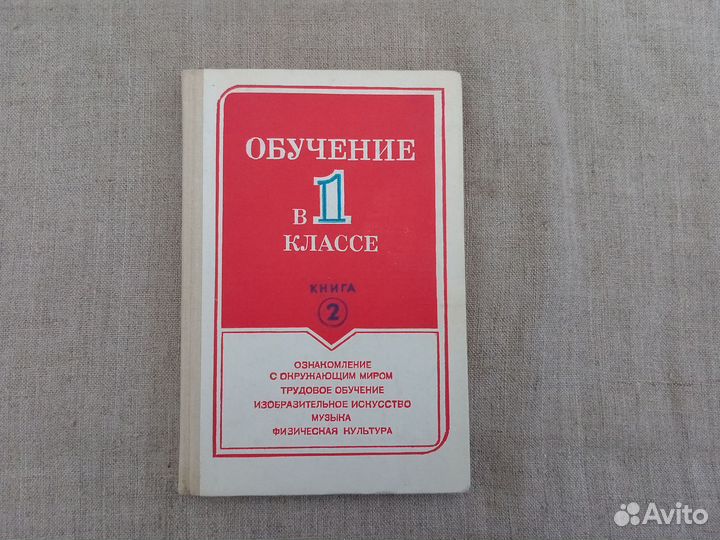 ОБУЧЕНИЕ
В 1
КЛАССЕ
КНИГА
2
ОЗНАКОМЛЕНИЕ
С ОКРУЖАЮЩИМ МИРОМ
ТРУДОВОЕ ОБУЧЕНИЕ
ИЗОБРАЗИТЕЛЬНОЕ ИСКУССТВО
МУЗЫКА
ФИЗИЧЕСКАЯ КУЛЬТУРА
Avito